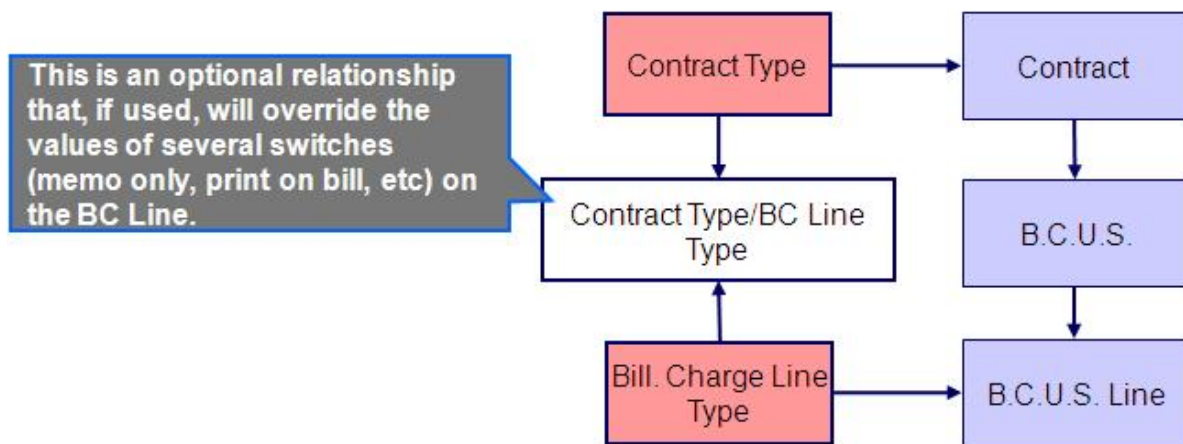 This is an optional relationship
that, if used, will override the
values of several switches
(memo only, print on bill, etc) on
the BC Line.
Contract Type
Contract
Contract Type/BC Line
Type
B.C.U.S.
Bill. Charge Line
Type
B.C.U.S. Line